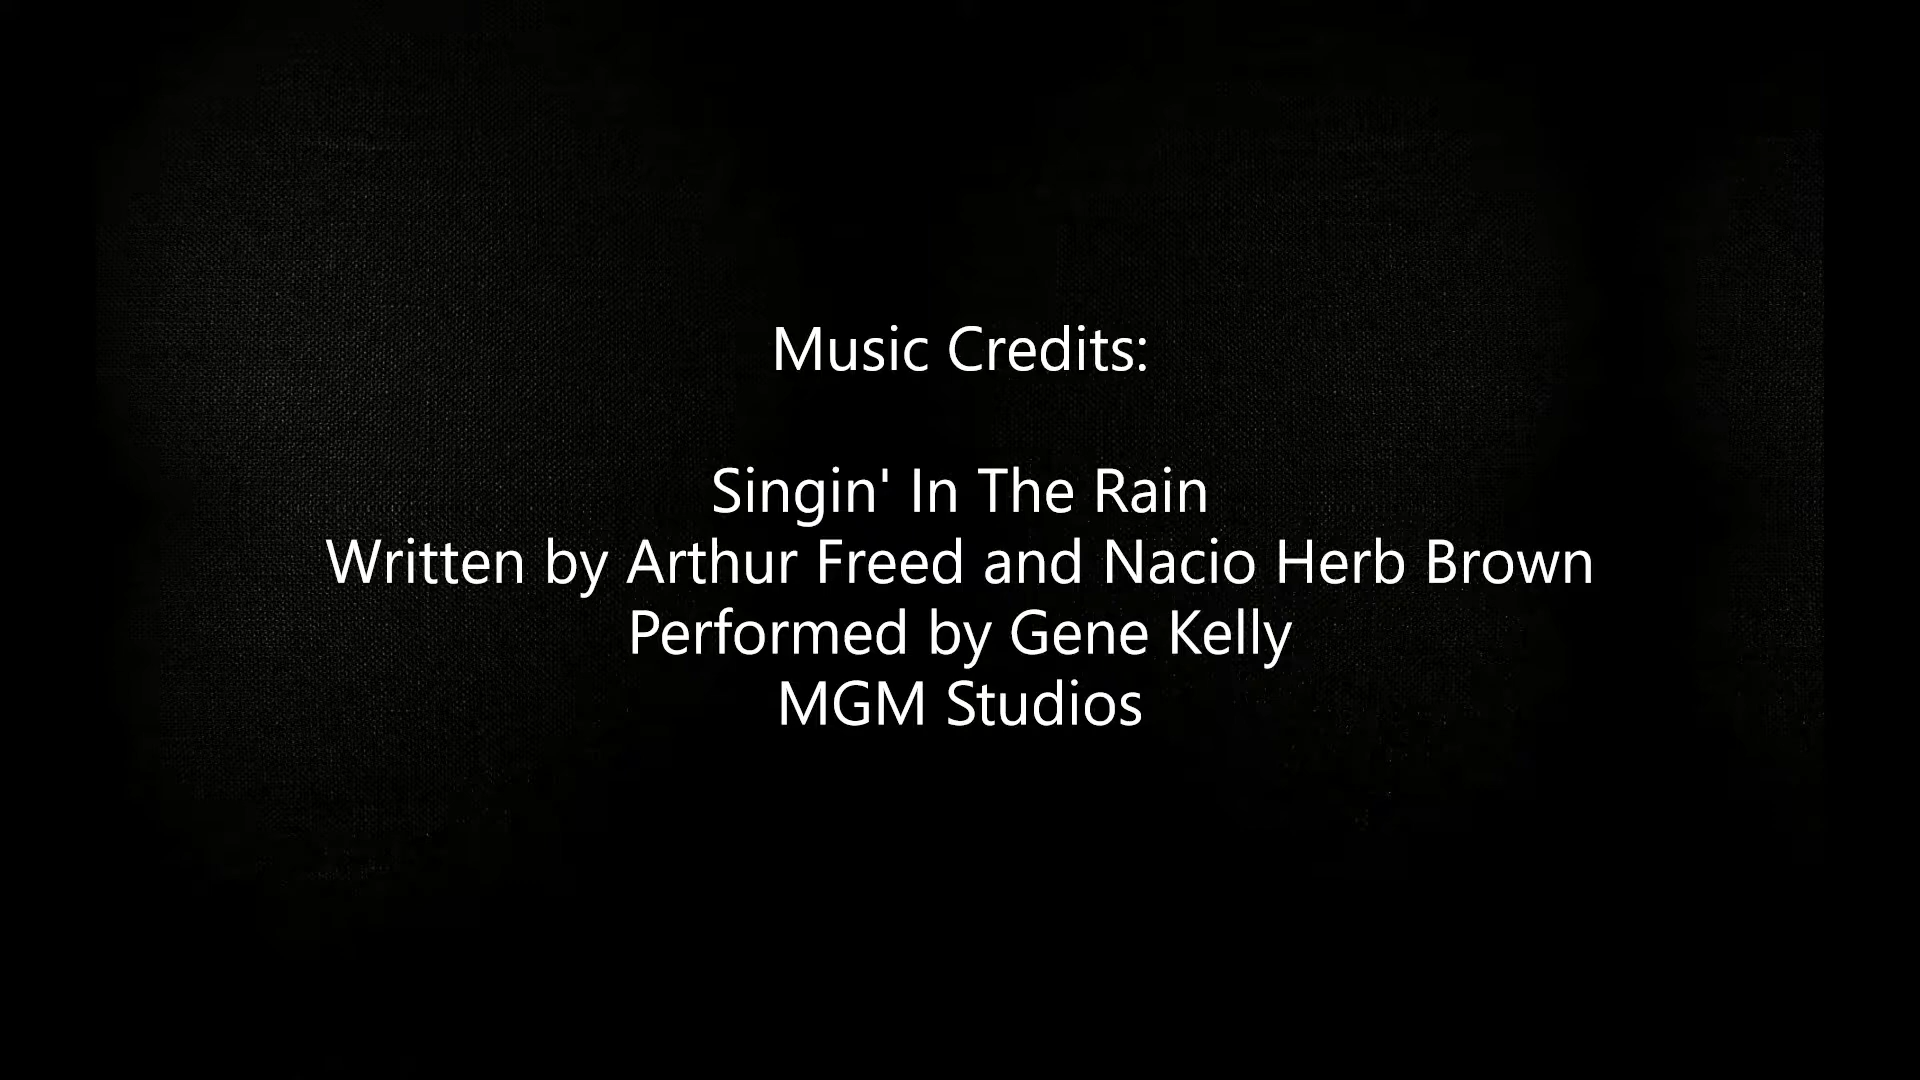 Music Credits:
Singin' In The Rain
Written by Arthur Freed and Nacio Herb Brown
Performed by Gene Kelly
MGM Studios